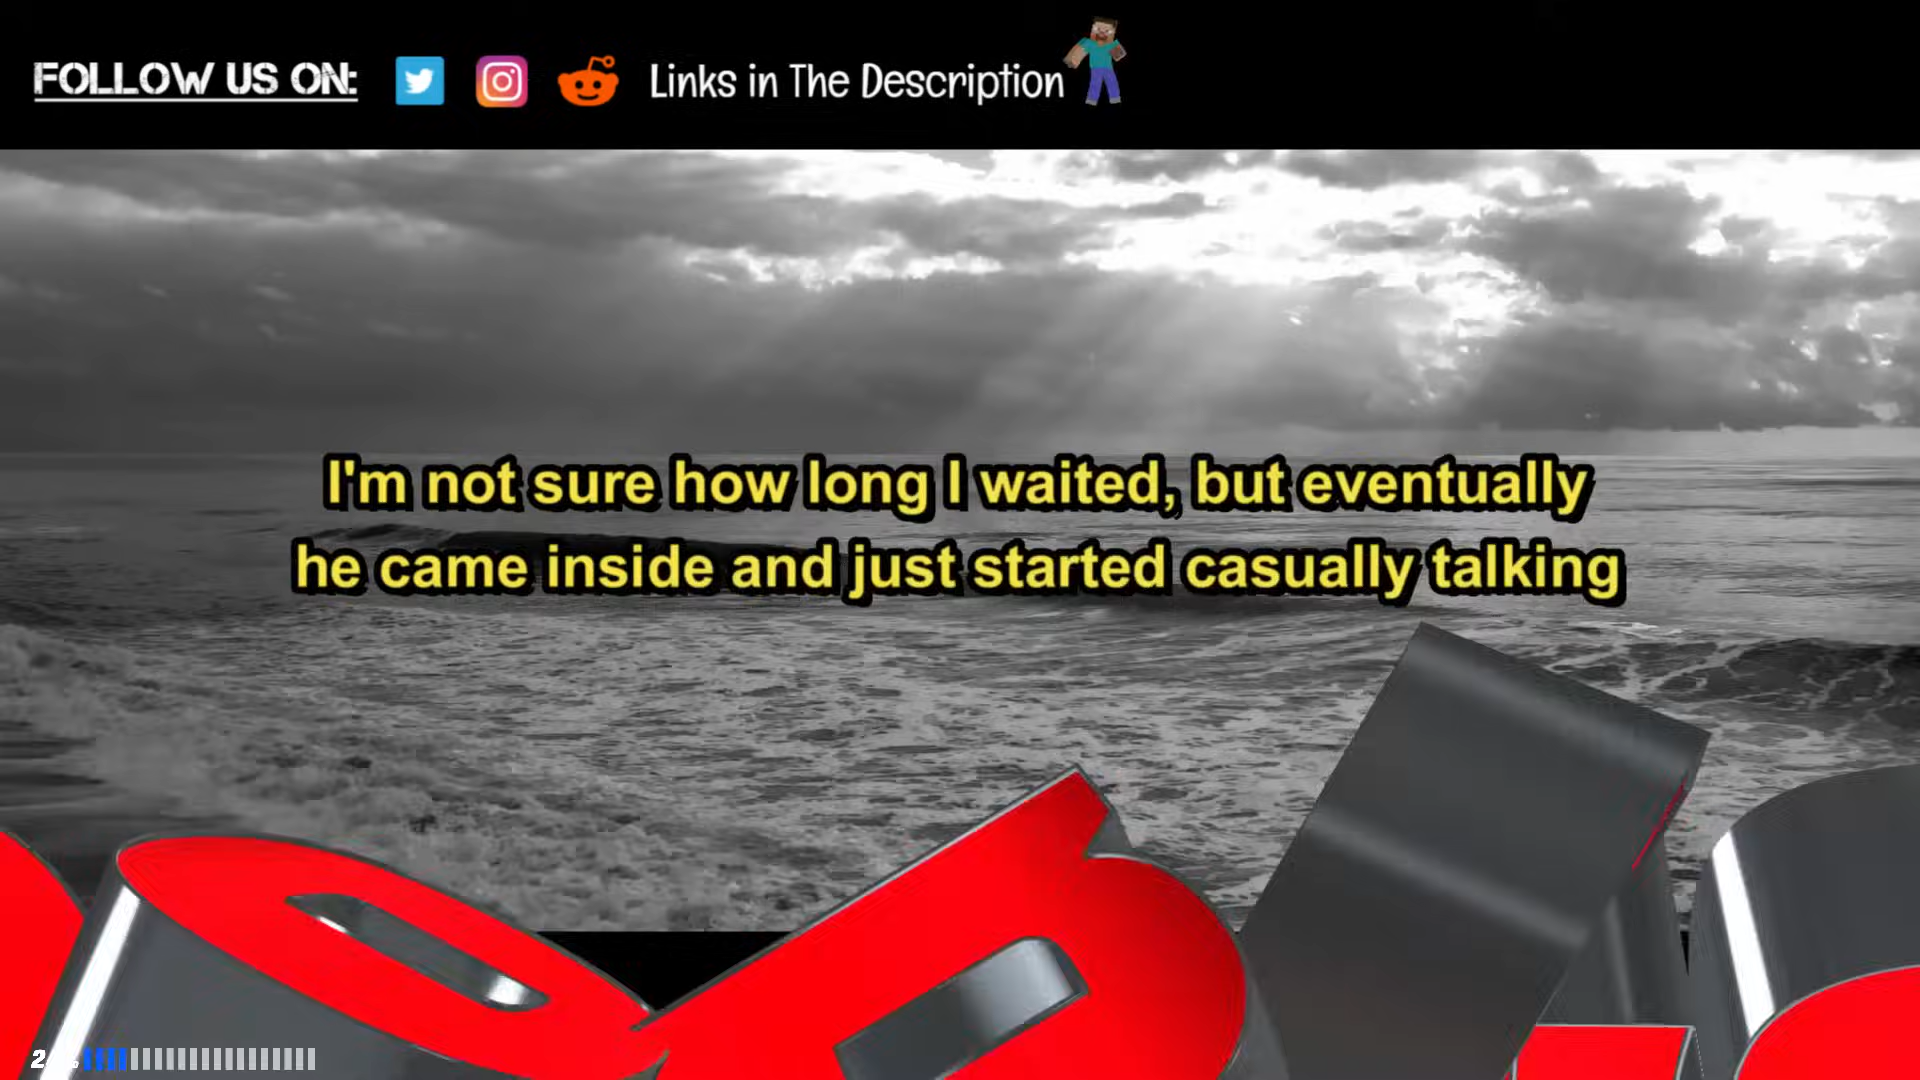 FOLLOW US ON: Links in The Description
I'm not sure how long I waited, but eventually
he came inside and just started casually talking